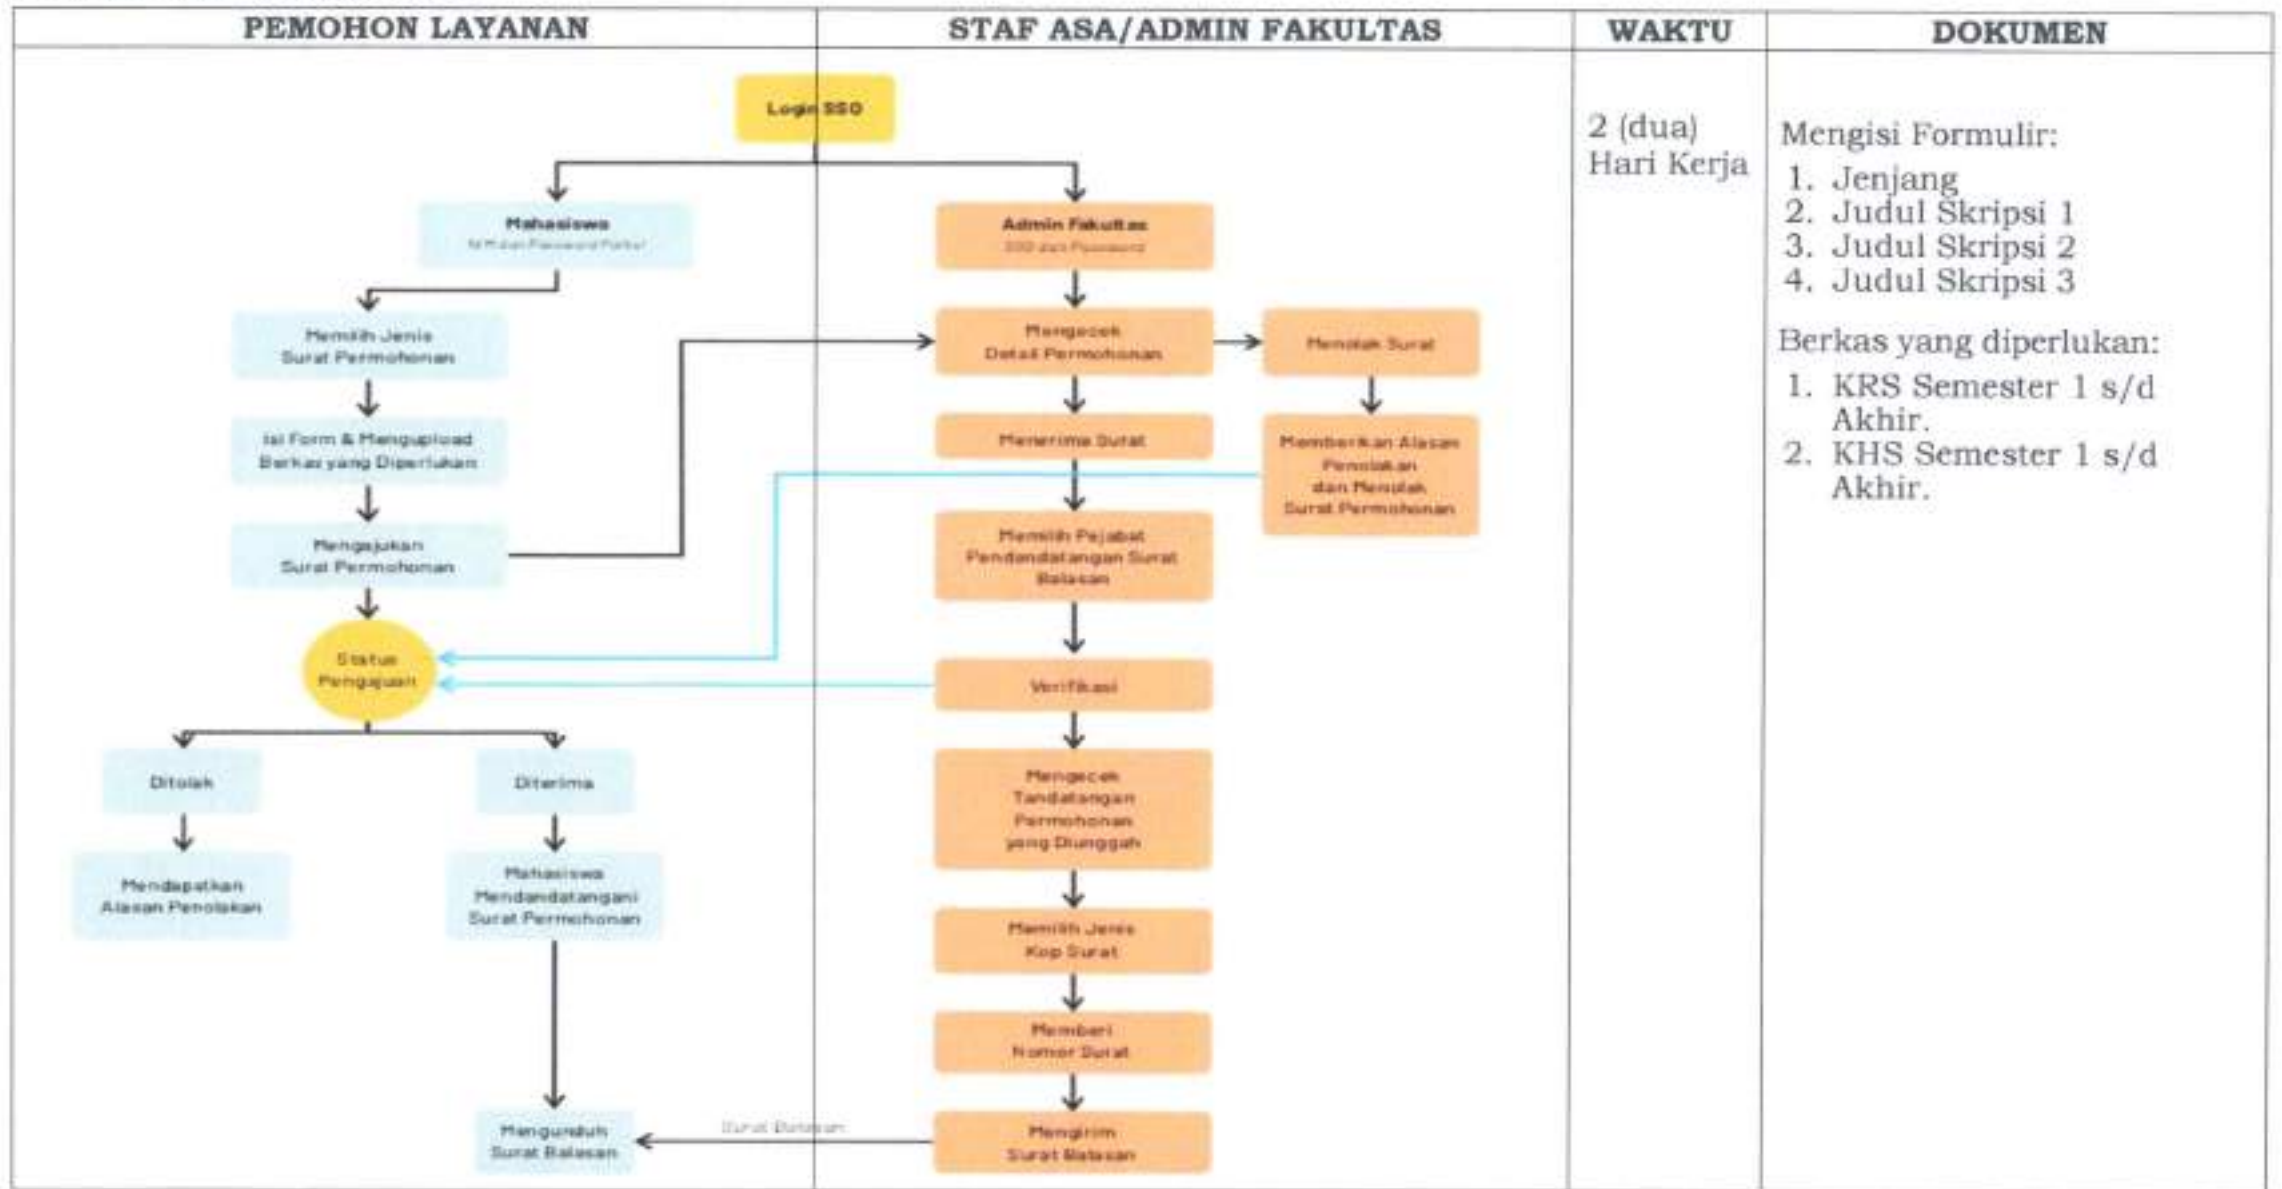 PEMOHON LAYANAN
STAF ASA/ADMIN FAKULTAS
WAKTU
DOKUMEN
Login SSO
Mahasiswa
Admin Fakultas
SSO dan Password
Memilih Jenis
Surat Permohonan
Isi Form & Mengupload
Berkas yang Diperlukan
Mengajukan
Surat Permohonan
Status
Pengajuan
Ditolak
Mendapatkan
Alasan Penolakan
Diterima
Mahasiswa
Mendandatangani
Surat Permohonan
Mengunduh
Surat Balasan
Mengecek
Detail Permohonan
Menolak Surat
Menerima Surat
Memberikan Alasan
Penolakan
dan Menolak
Surat Permohonan
Memilih Pejabat
Pendandatangan Surat
Balasan
Verifikasi
Mengecek
Tandatangan
Permohonan
yang Diunggah
Memilih Jenis
Kop Surat
Memberi
Nomor Surat
Mengirim
Surat Balasan
Surat Balasan
2 (dua)
Hari Kerja
Mengisi Formulir:
1. Jenjang
2. Judul Skripsi 1
3. Judul Skripsi 2
4. Judul Skripsi 3
Berkas yang diperlukan:
1. KRS Semester 1 s/d
Akhir.
2. KHS Semester 1 s/d
Akhir.